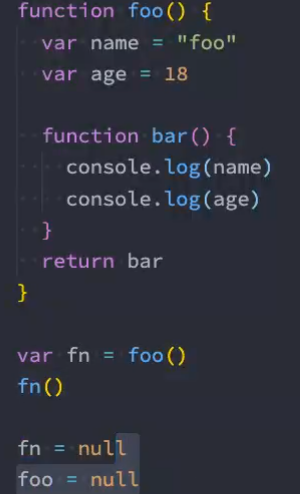 function foo() {
  var name = "foo"
  var age = 18

  function bar() {
    console.log(name)
    console.log(age)
  }
  return bar
}

var fn = foo()
fn()

fn = null
foo = null